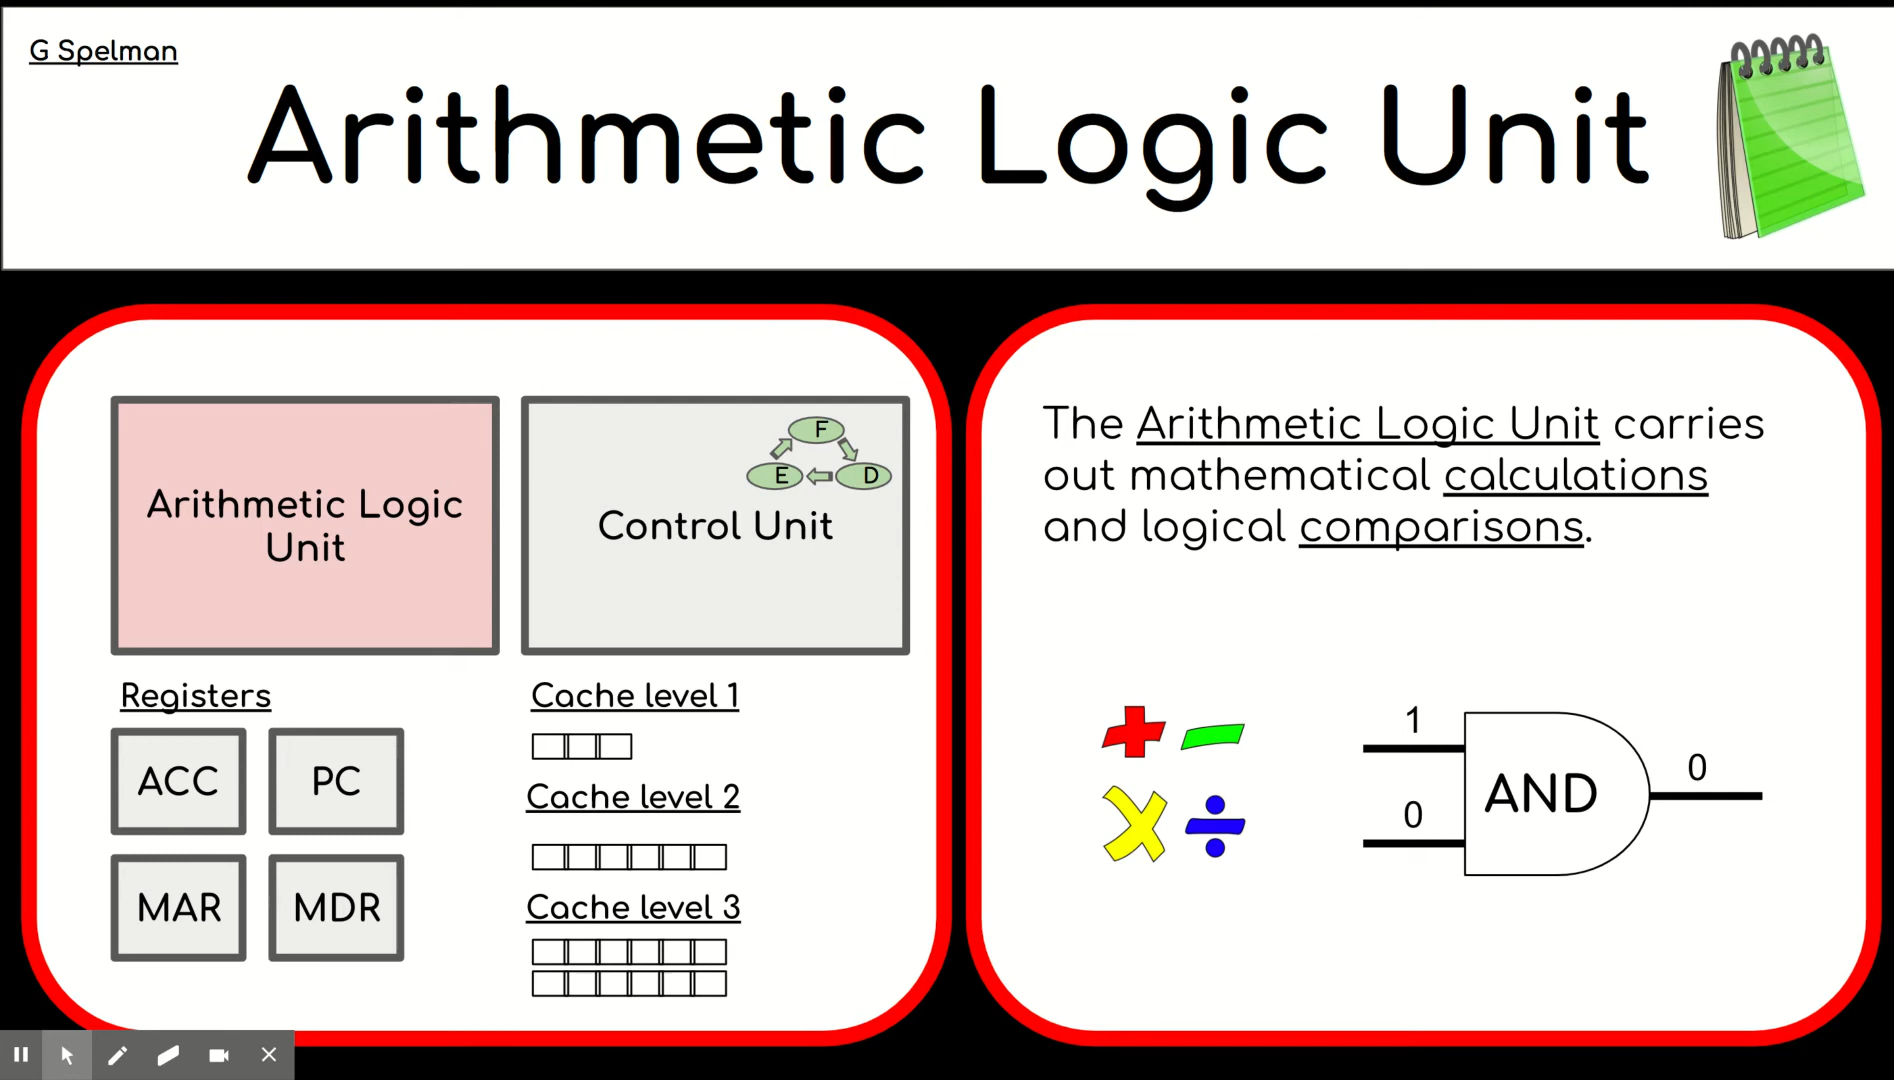 G Spelman
Arithmetic Logic Unit
Arithmetic Logic
Unit
F
E
D
Control Unit
Registers
ACC
PC
MAR
MDR
Cache level 1
Cache level 2
Cache level 3
The Arithmetic Logic Unit carries
out mathematical calculations
and logical comparisons.
1
0
AND
0